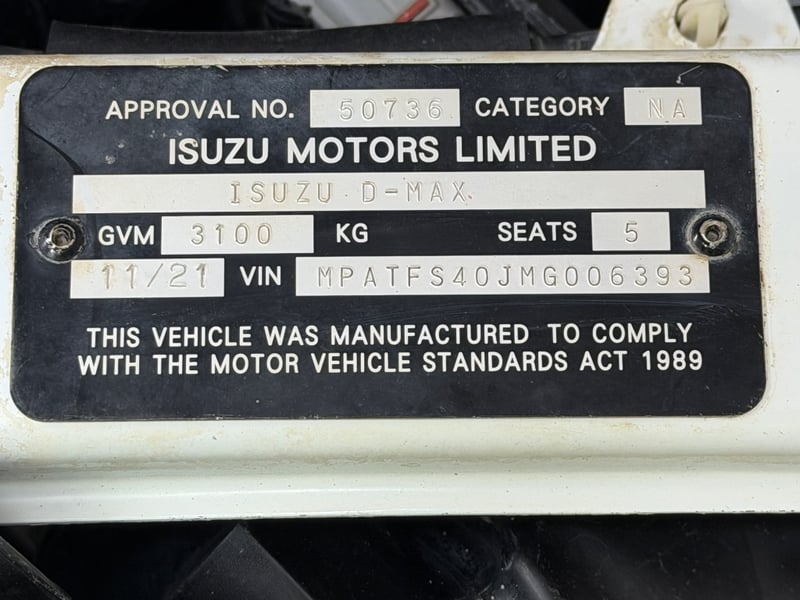 APPROVAL NO. 50736 CATEGORY NA
ISUZU MOTORS LIMITED
ISUZU D-MAX
GVM 3100 KG SEATS 5
11/21 VIN MPATFS40JMG006393
THIS VEHICLE WAS MANUFACTURED TO COMPLY
WITH THE MOTOR VEHICLE STANDARDS ACT 1989